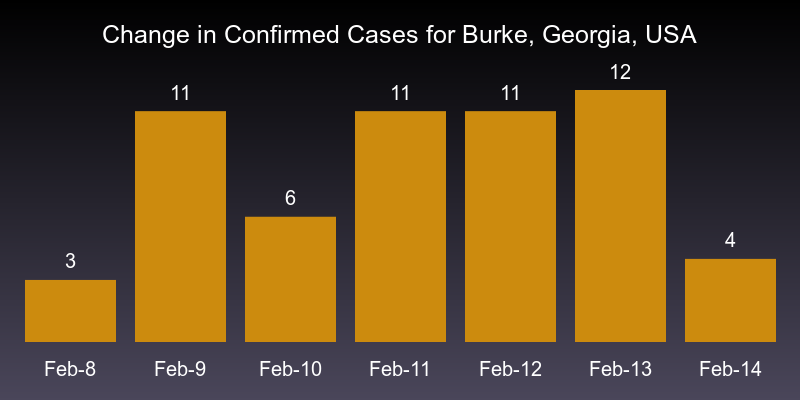 Change in Confirmed Cases for Burke, Georgia, USA
12
11 11 11
6
4
3
Feb-8 Feb-9 Feb-10 Feb-11 Feb-12 Feb-13 Feb-14